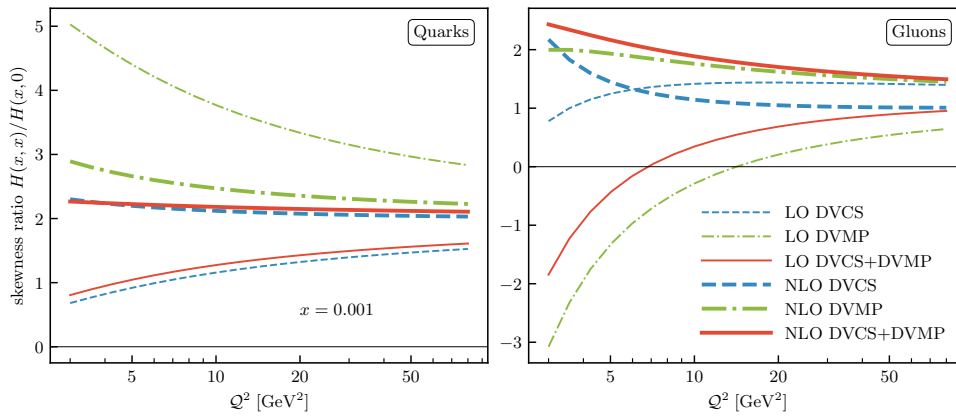 skewness ratio H(x, x)/H(x, 0)
5
4
3
2
1
0
Quarks
x = 0.001
5 10 20 50
Q² [GeV²]
2
1
0
−1
−2
−3
Gluons
LO DVCS
LO DVMP
LO DVCS+DVMP
NLO DVCS
NLO DVMP
NLO DVCS+DVMP
5 10 20 50
Q² [GeV²]